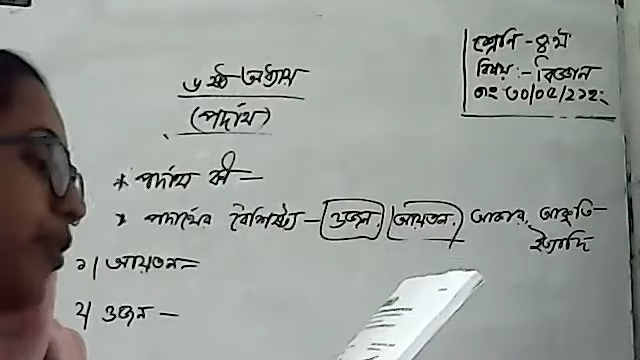 শ্রেণি - ৪র্থ
বিষয় :- বিজ্ঞান
৬ষ্ঠ অধ্যায়
(পদার্থ)
* পদার্থ কী -
* পদার্থের বৈশিষ্ট্য - ওজন, আয়তন, আকার, আকৃতি -
ইত্যাদি
১। আয়তন -
২। ওজন -